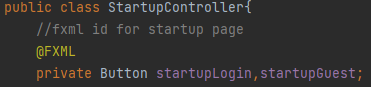 public class StartupController{
//fxml id for startup page
@FXML
private Button startupLogin,startupGuest;